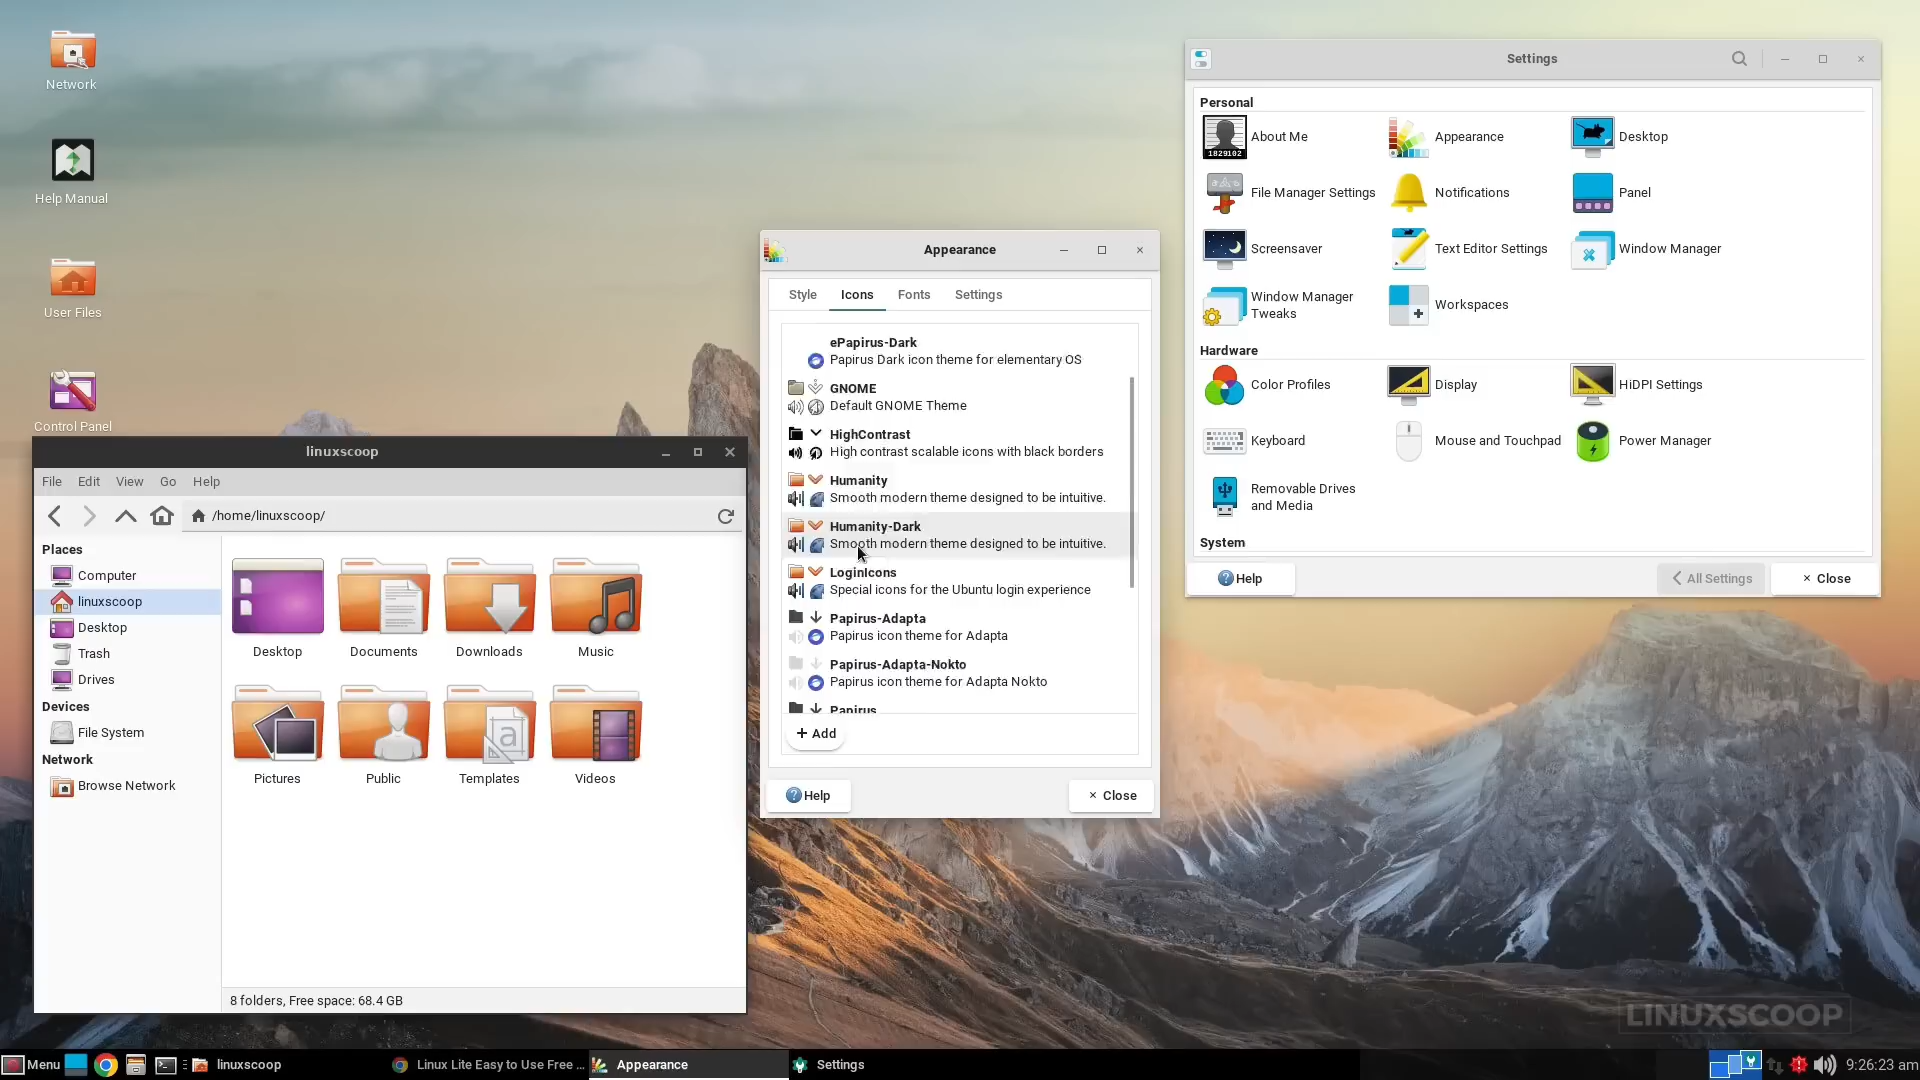 Network
Help Manual
User Files
Control Panel
Settings
Personal
1829102
About Me
Appearance
Desktop
File Manager Settings
Notifications
Panel
Screensaver
Text Editor Settings
Window Manager
Window Manager
Tweaks
Workspaces
Hardware
Color Profiles
Display
HiDPI Settings
Keyboard
Mouse and Touchpad
Power Manager
Removable Drives
and Media
System
Help
All Settings
Close
Appearance
Style Icons Fonts Settings
ePapirus-Dark
Papirus Dark icon theme for elementary OS
GNOME
Default GNOME Theme
HighContrast
High contrast scalable icons with black borders
Humanity
Smooth modern theme designed to be intuitive.
Humanity-Dark
Smooth modern theme designed to be intuitive.
LoginIcons
Special icons for the Ubuntu login experience
Papirus-Adapta
Papirus icon theme for Adapta
Papirus-Adapta-Nokto
Papirus icon theme for Adapta Nokto
Papirus
Add
Help
Close
linuxscoop
File Edit View Go Help
/home/linuxscoop/
Places
Computer
linuxscoop
Desktop
Trash
Drives
Devices
File System
Network
Browse Network
Desktop
Documents
Downloads
Music
Pictures
Public
Templates
Videos
8 folders, Free space: 68.4 GB
LINUXSCOOP
Menu
linuxscoop
Linux Lite Easy to Use Free ...
Appearance
Settings
9:26:23 am